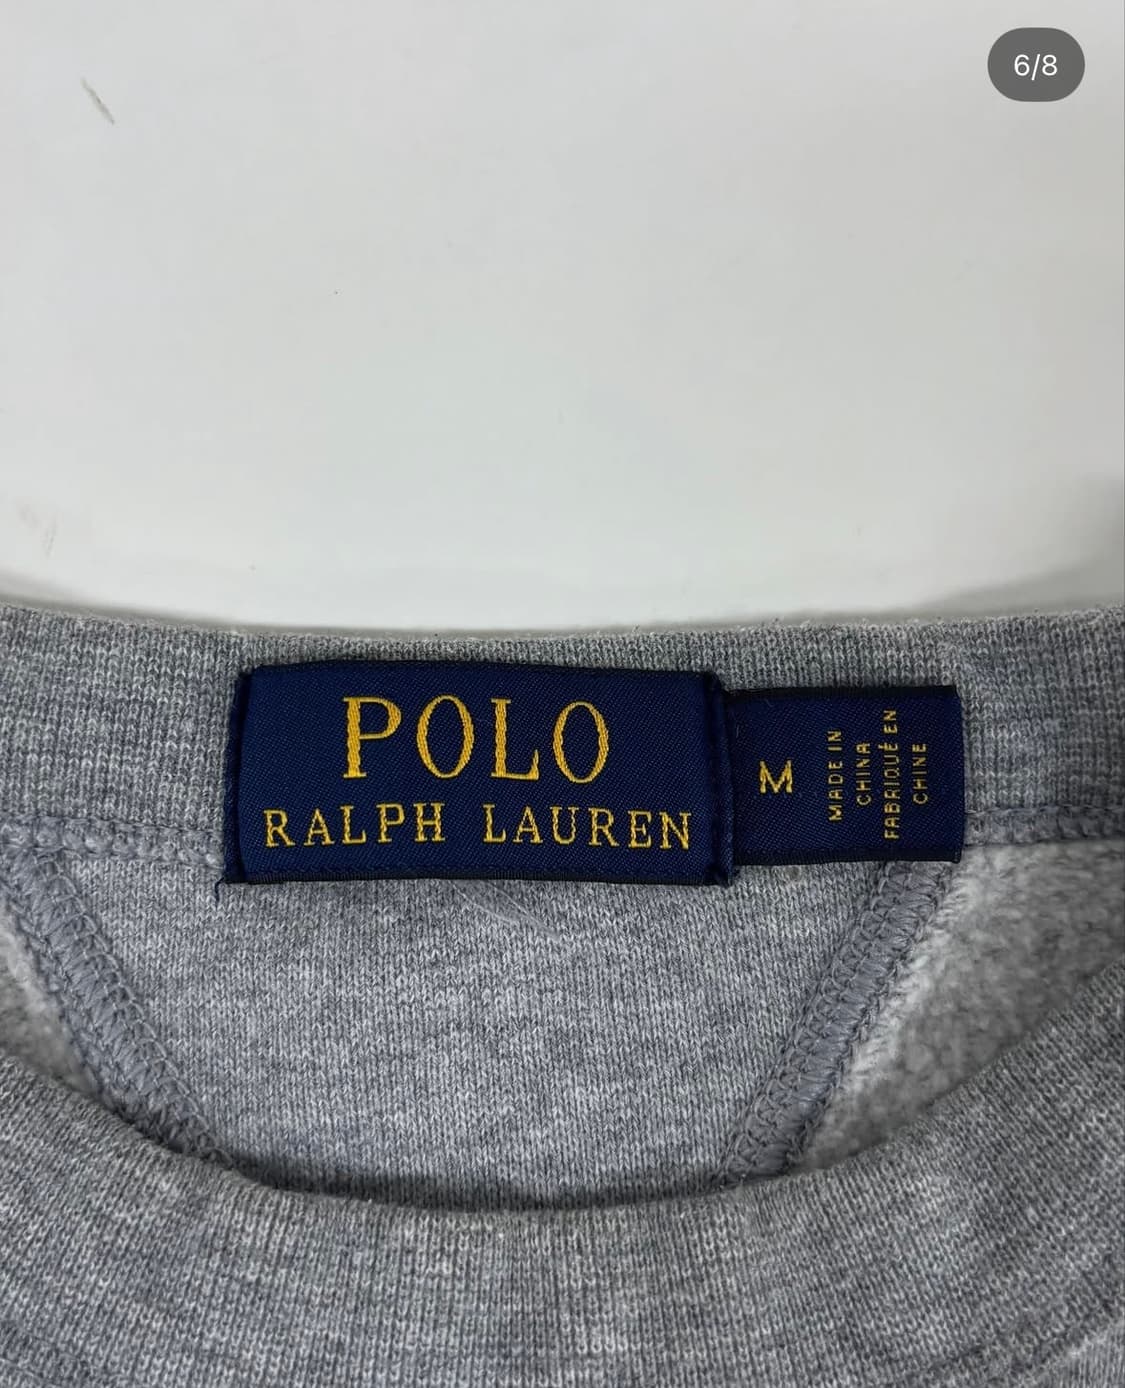 6/8
POLO
RALPH LAUREN
M
MADE IN
CHINA
FABRIQUÉ EN
CHINE